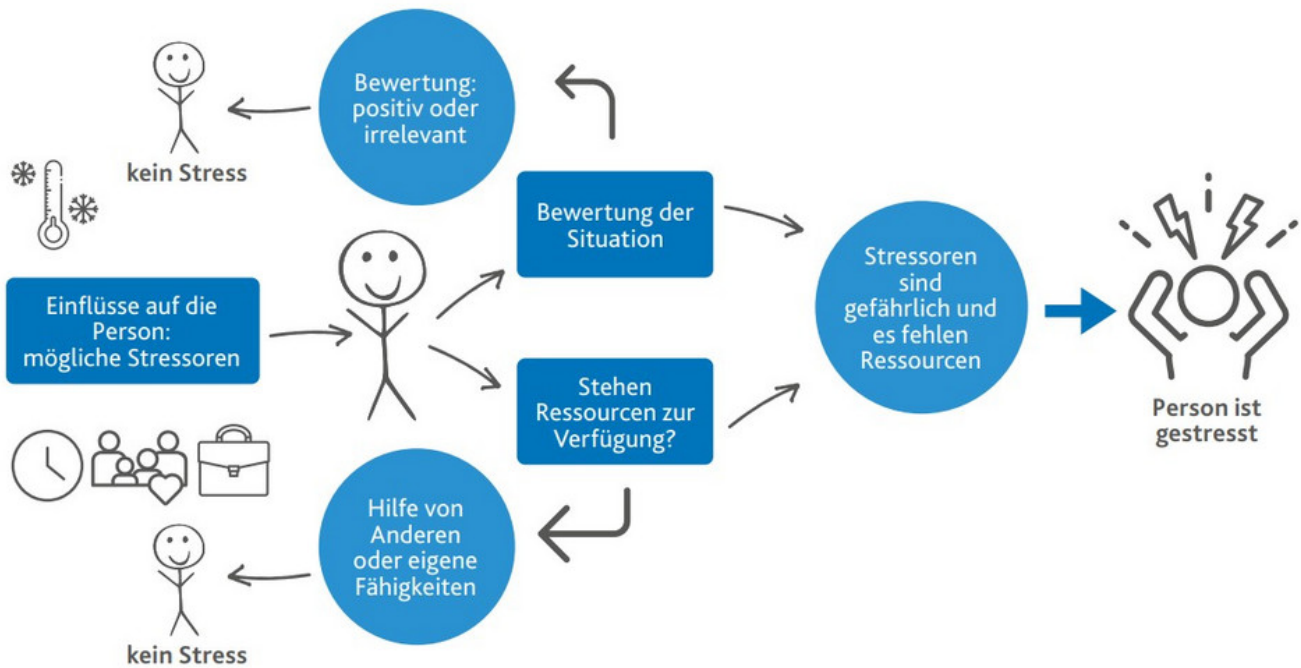 Bewertung:
positiv oder
irrelevant
kein Stress
Bewertung der
Situation
Einflüsse auf die
Person:
mögliche Stressoren
Stressoren
sind
gefährlich und
es fehlen
Ressourcen
Stehen
Ressourcen zur
Verfügung?
Person ist
gestresst
Hilfe von
Anderen
oder eigene
Fähigkeiten
kein Stress